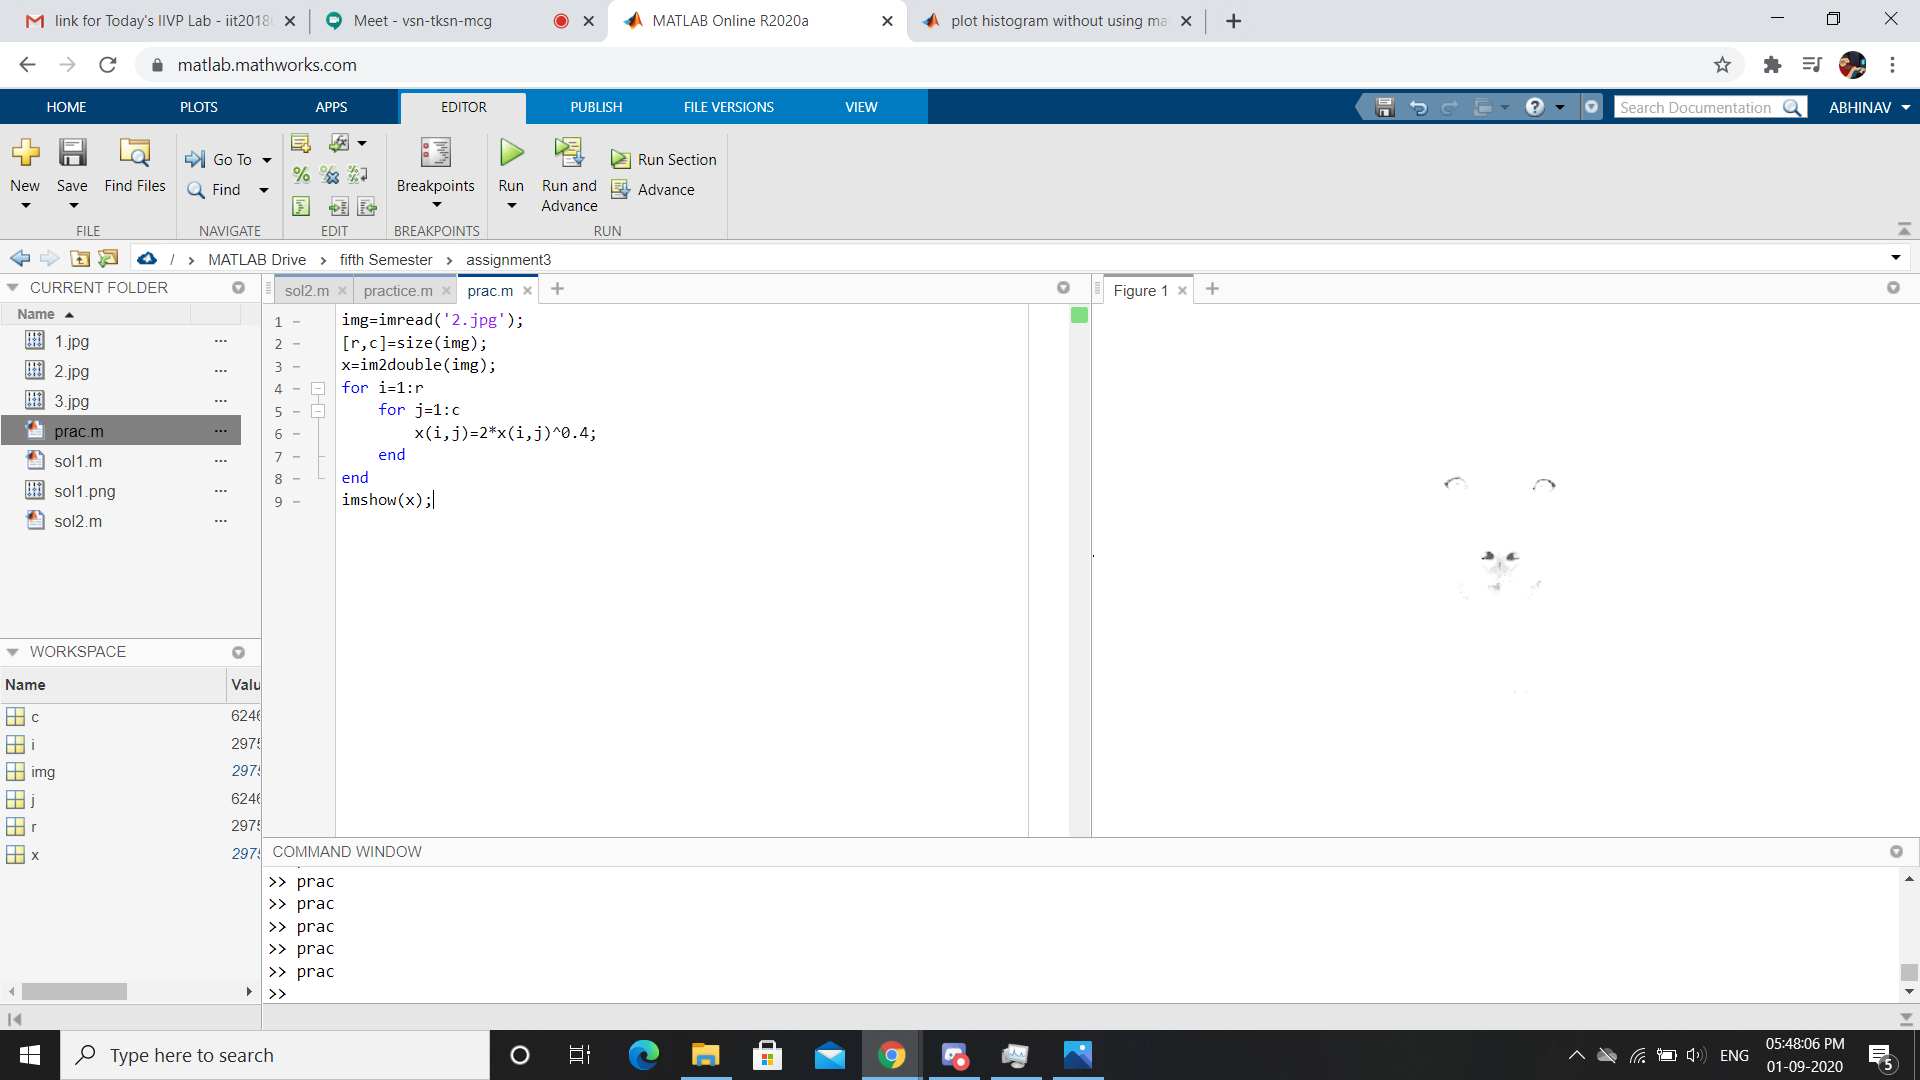 link for Today's IIVP Lab - iit2018
Meet - vsn-tksn-mcg
MATLAB Online R2020a
plot histogram without using ma
matlab.mathworks.com
HOME PLOTS APPS EDITOR PUBLISH FILE VERSIONS VIEW
Search Documentation
ABHINAV
New
Save
Find Files
Go To
Find
Breakpoints
Run
Run and
Advance
Run Section
Advance
FILE NAVIGATE EDIT BREAKPOINTS RUN
/ › MATLAB Drive › fifth Semester › assignment3
CURRENT FOLDER
Name
1.jpg
2.jpg
3.jpg
prac.m
sol1.m
sol1.png
sol2.m
WORKSPACE
Name Valu
c 6246
i 2975
img 2975
j 6246
r 2975
x 2975
sol2.m practice.m prac.m
1 img=imread('2.jpg');
2 [r,c]=size(img);
3 x=im2double(img);
4 for i=1:r
5 for j=1:c
6 x(i,j)=2*x(i,j)^0.4;
7 end
8 end
9 imshow(x);
Figure 1
COMMAND WINDOW
>> prac
>> prac
>> prac
>> prac
>> prac
>>
Type here to search
ENG
05:48:06 PM
01-09-2020
5